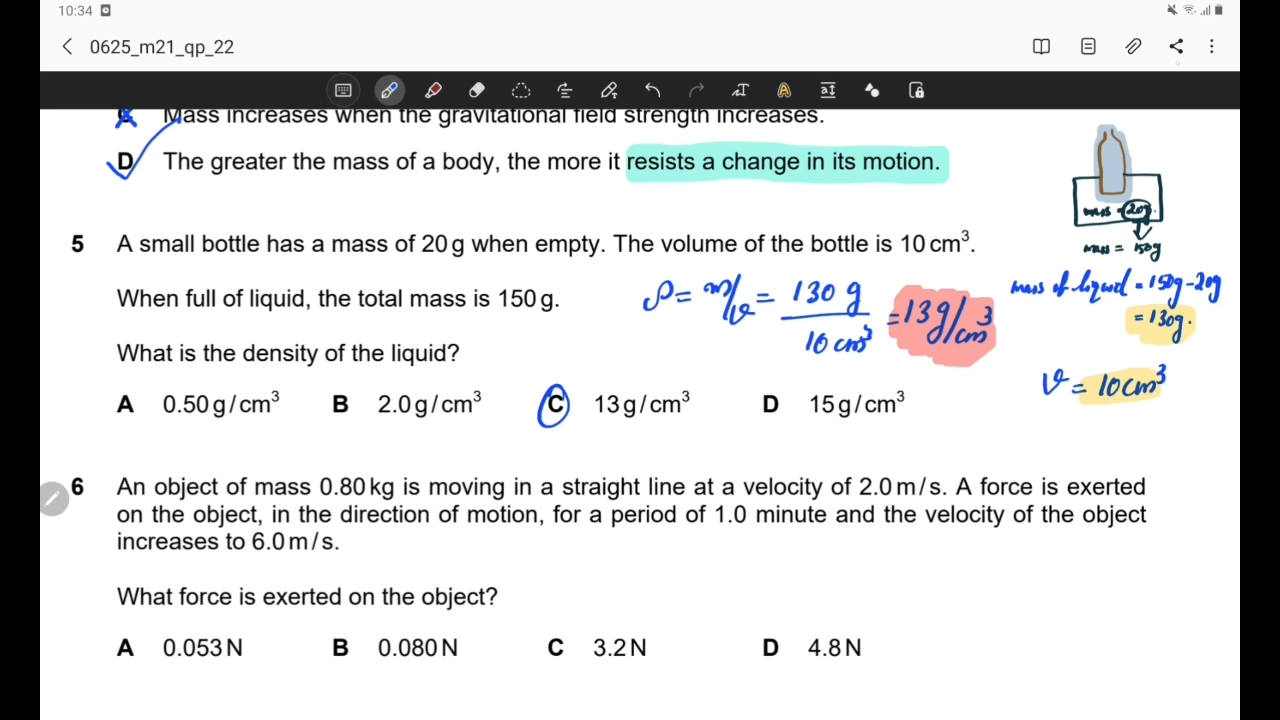 10:34
0625_m21_qp_22
C Mass increases when the gravitational field strength increases.
D The greater the mass of a body, the more it resists a change in its motion.
mass = 20g.
mass = 150g
5 A small bottle has a mass of 20 g when empty. The volume of the bottle is 10 cm³.
When full of liquid, the total mass is 150 g.
ρ = m/v = 130 g / 10 cm³ = 13g/cm³
mass of liquid = 150g - 20g
= 130g.
What is the density of the liquid?
v = 10cm³
A 0.50 g / cm³ B 2.0 g / cm³ C 13 g / cm³ D 15 g / cm³
6 An object of mass 0.80 kg is moving in a straight line at a velocity of 2.0 m / s. A force is exerted
on the object, in the direction of motion, for a period of 1.0 minute and the velocity of the object
increases to 6.0 m / s.
What force is exerted on the object?
A 0.053 N B 0.080 N C 3.2 N D 4.8 N